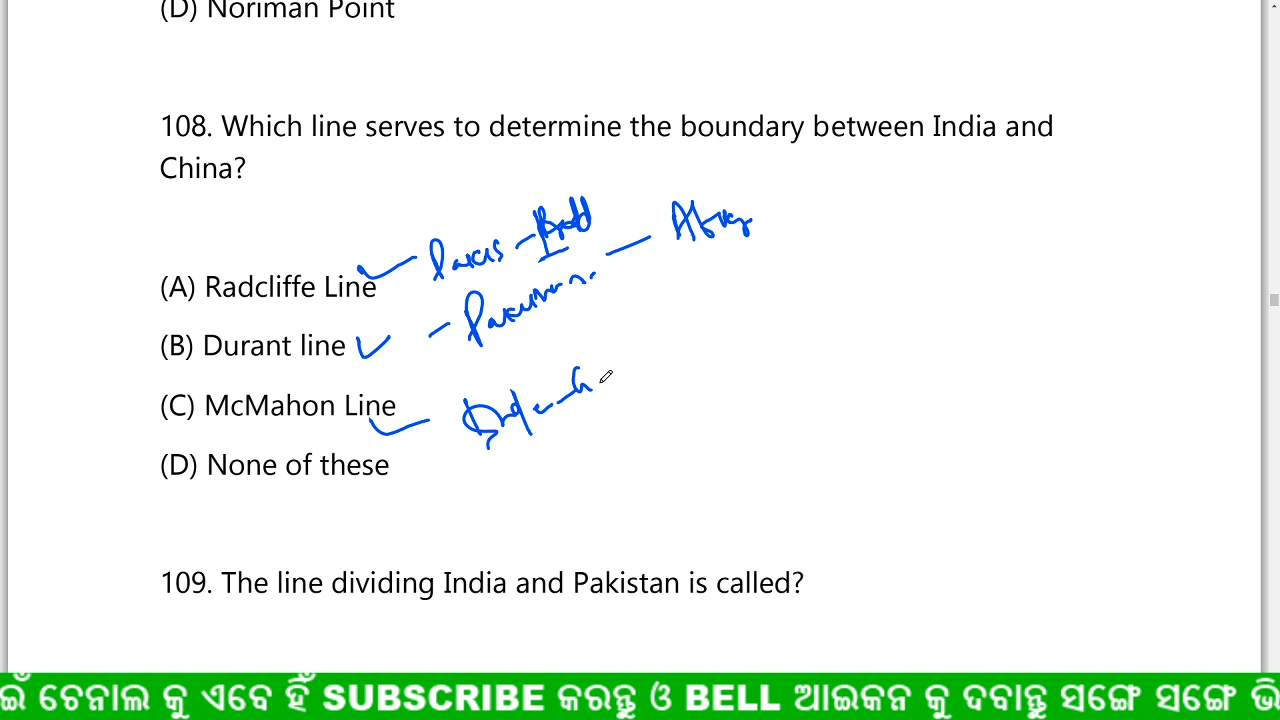 (D) Noriman Point
108. Which line serves to determine the boundary between India and
China?
(A) Radcliffe Line
(B) Durant line
(C) McMahon Line
(D) None of these
109. The line dividing India and Pakistan is called?
ଇଁ ଚେନାଲ କୁ ଏବେ ହିଁ SUBSCRIBE କରନ୍ତୁ ଓ BELL ଆଇକନ କୁ ଦବାନ୍ତୁ ସଙ୍ଗେ ସଙ୍ଗେ ଭି